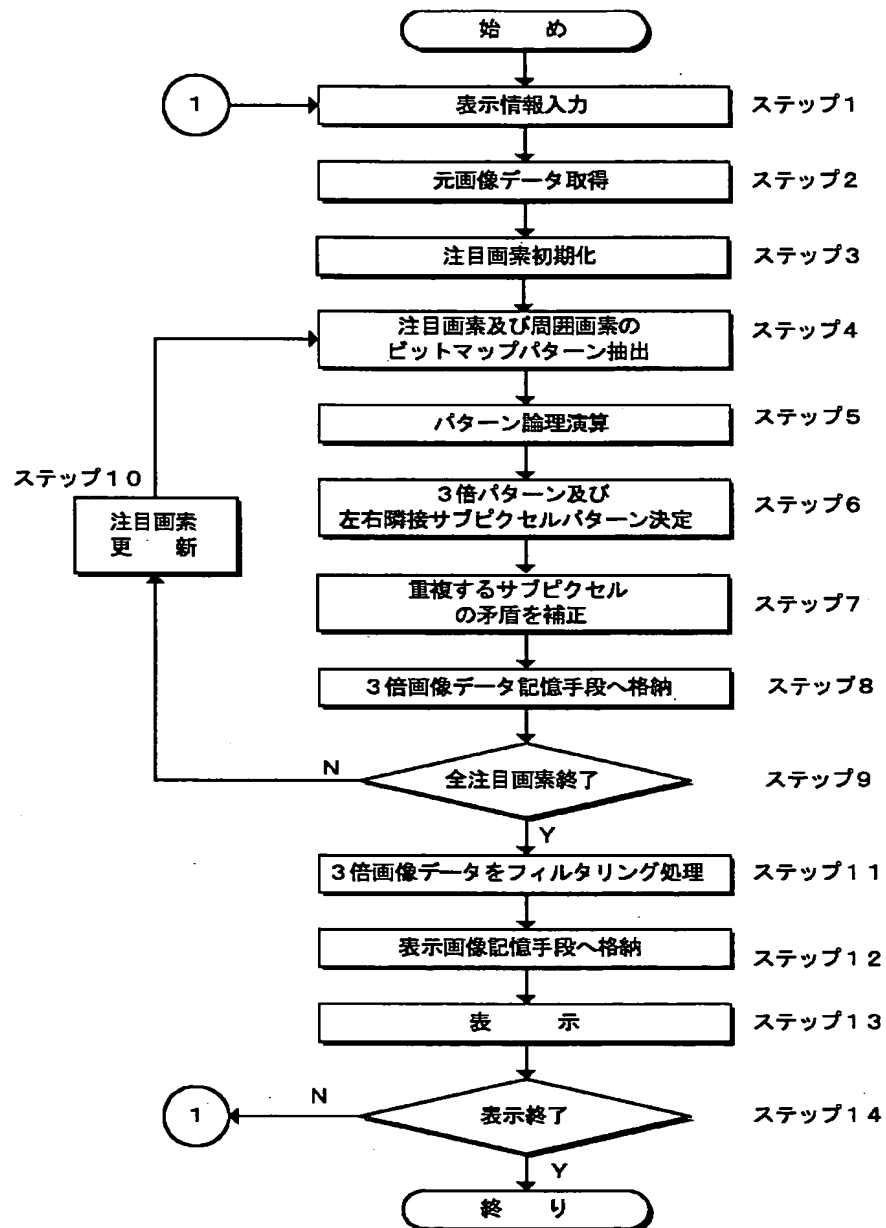 始 め
1
表示情報入力 ステップ1
元画像データ取得 ステップ2
注目画素初期化 ステップ3
注目画素及び周囲画素の
ビットマップパターン抽出 ステップ4
パターン論理演算 ステップ5
ステップ10
注目画素
更 新
3倍パターン及び
左右隣接サブピクセルパターン決定 ステップ6
重複するサブピクセル
の矛盾を補正 ステップ7
3倍画像データ記憶手段へ格納 ステップ8
N
全注目画素終了 ステップ9
Y
3倍画像データをフィルタリング処理 ステップ11
表示画像記憶手段へ格納 ステップ12
表 示 ステップ13
1
N
表示終了 ステップ14
Y
終 り